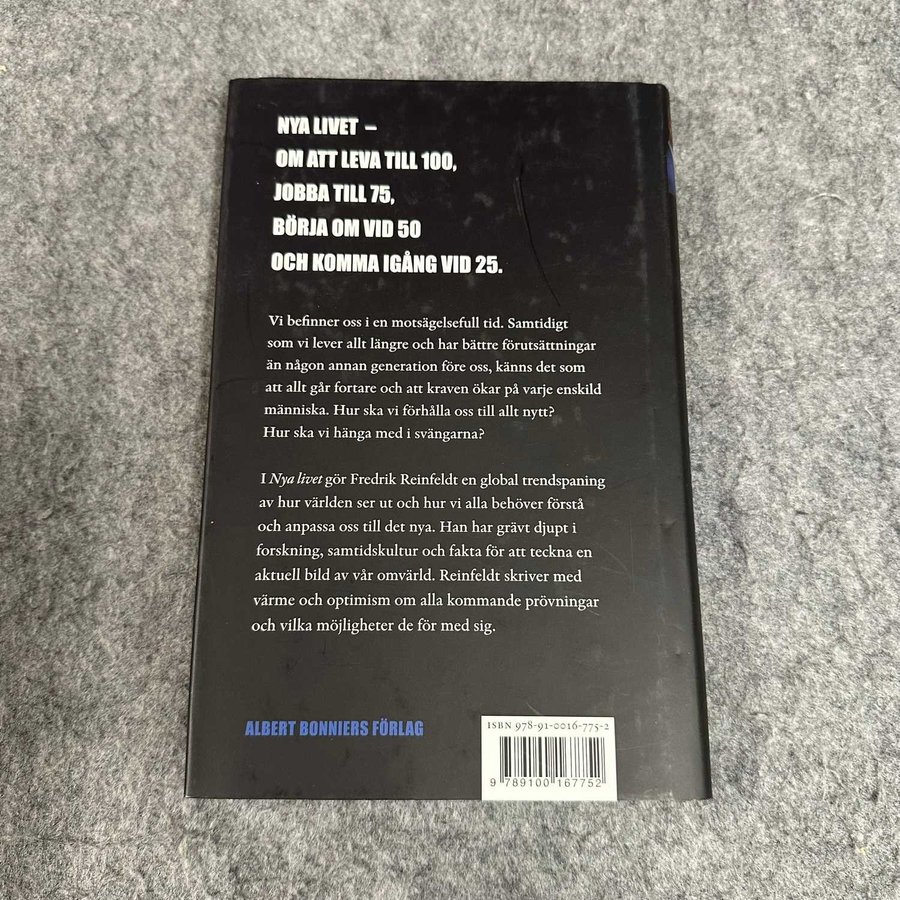 NYA LIVET –
OM ATT LEVA TILL 100,
JOBBA TILL 75,
BÖRJA OM VID 50
OCH KOMMA IGÅNG VID 25.
Vi befinner oss i en motsägelsefull tid. Samtidigt
som vi lever allt längre och har bättre förutsättningar
än någon annan generation före oss, känns det som
att allt går fortare och att kraven ökar på varje enskild
människa. Hur ska vi förhålla oss till allt nytt?
Hur ska vi hänga med i svängarna?
I Nya livet gör Fredrik Reinfeldt en global trendspaning
av hur världen ser ut och hur vi alla behöver förstå
och anpassa oss till det nya. Han har grävt djupt i
forskning, samtidskultur och fakta för att teckna en
aktuell bild av vår omvärld. Reinfeldt skriver med
värme och optimism om alla kommande prövningar
och vilka möjligheter de för med sig.
ALBERT BONNIERS FÖRLAG
ISBN 978-91-0016-775-2
9 789100 167752